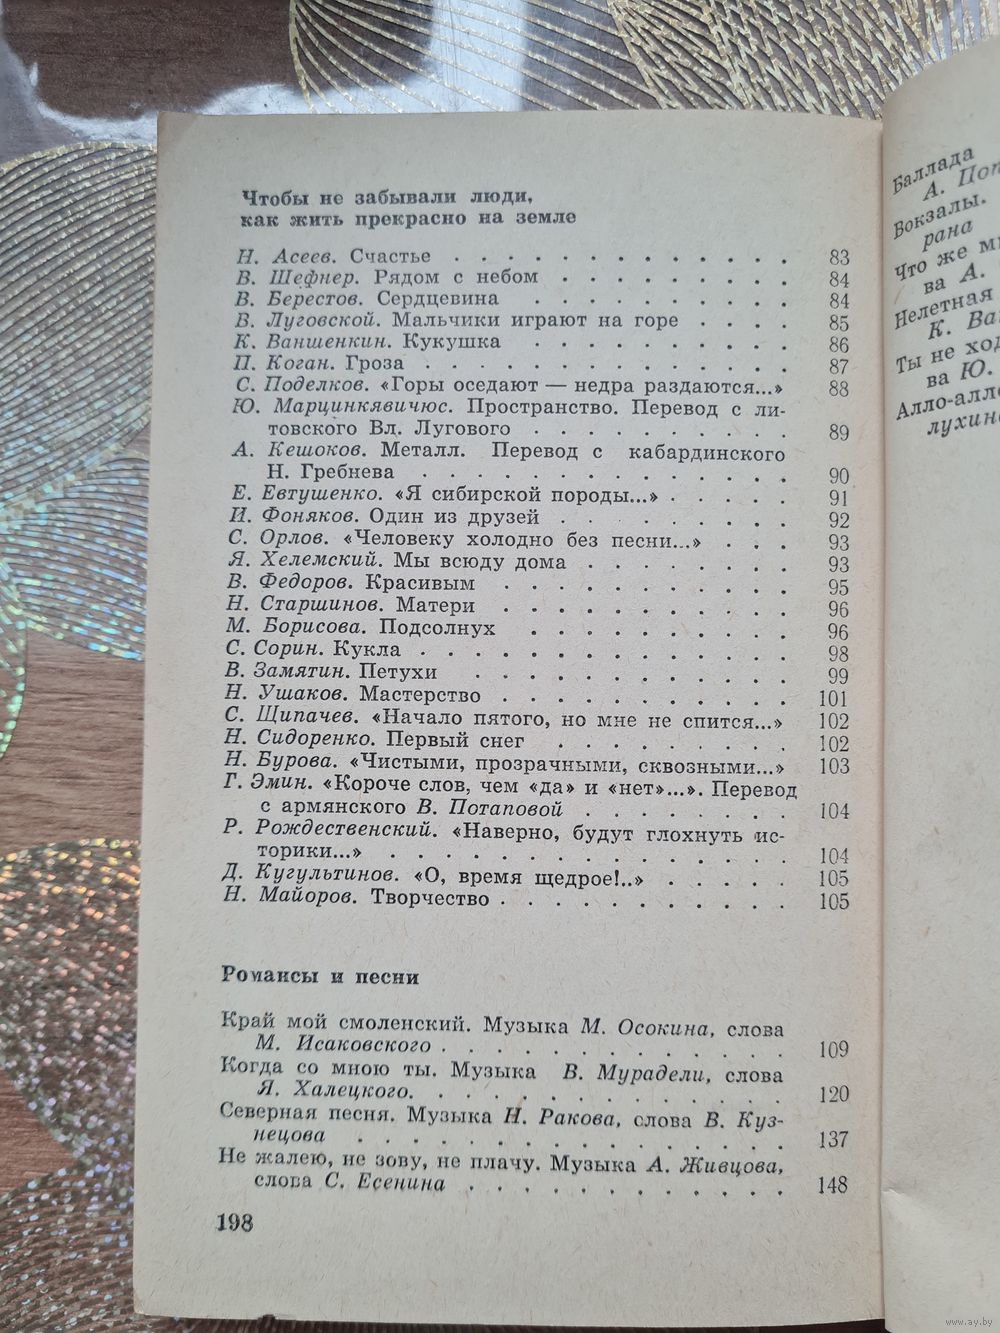 Чтобы не забывали люди,
как жить прекрасно на земле
Н. Асеев. Счастье . . . . . . . . . . . . . 83
В. Шефнер. Рядом с небом . . . . . . . . . 84
В. Берестов. Сердцевина . . . . . . . . . . 84
В. Луговской. Мальчики играют на горе . . . . 85
К. Ваншенкин. Кукушка . . . . . . . . . . 86
П. Коган. Гроза . . . . . . . . . . . . . . 87
С. Поделков. «Горы оседают — недра раздаются...» 88
Ю. Марцинкявичюс. Пространство. Перевод с ли-
товского Вл. Лугового . . . . . . . . . . 89
А. Кешоков. Металл. Перевод с кабардинского
Н. Гребнева . . . . . . . . . . . . . 90
Е. Евтушенко. «Я сибирской породы...» . . . . . 91
И. Фоняков. Один из друзей . . . . . . . . . 92
С. Орлов. «Человеку холодно без песни...» . . . 93
Я. Хелемский. Мы всюду дома . . . . . . . . 93
В. Федоров. Красивым . . . . . . . . . . . 95
Н. Старшинов. Матери . . . . . . . . . . . 96
М. Борисова. Подсолнух . . . . . . . . . . 96
С. Сорин. Кукла . . . . . . . . . . . . . . 98
В. Замятин. Петухи . . . . . . . . . . . . 99
Н. Ушаков. Мастерство . . . . . . . . . . . 101
С. Щипачев. «Начало пятого, но мне не спится...» 102
Н. Сидоренко. Первый снег . . . . . . . . . 102
Н. Бурова. «Чистыми, прозрачными, сквозными...» 103
Г. Эмин. «Короче слов, чем «да» и «нет»...». Перевод
с армянского В. Потаповой . . . . . . . . 104
Р. Рождественский. «Наверно, будут глохнуть ис-
торики...» . . . . . . . . . . . . . . . 104
Д. Кугультинов. «О, время щедрое!..» . . . . . 105
Н. Майоров. Творчество . . . . . . . . . . . 105
Романсы и песни
Край мой смоленский. Музыка М. Осокина, слова
М. Исаковского . . . . . . . . . . . . . 109
Когда со мною ты. Музыка В. Мурадели, слова
Я. Халецкого. . . . . . . . . . . . . . 120
Северная песня. Музыка Н. Ракова, слова В. Куз-
нецова . . . . . . . . . . . . . . . . 137
Не жалею, не зову, не плачу. Музыка А. Живцова,
слова С. Есенина . . . . . . . . . . . . 148
198
Баллада
А.
Вокзалы.
рана
Что же
ва А.
Нелетная
К.
Ты не
ва Ю.
www.ay.by